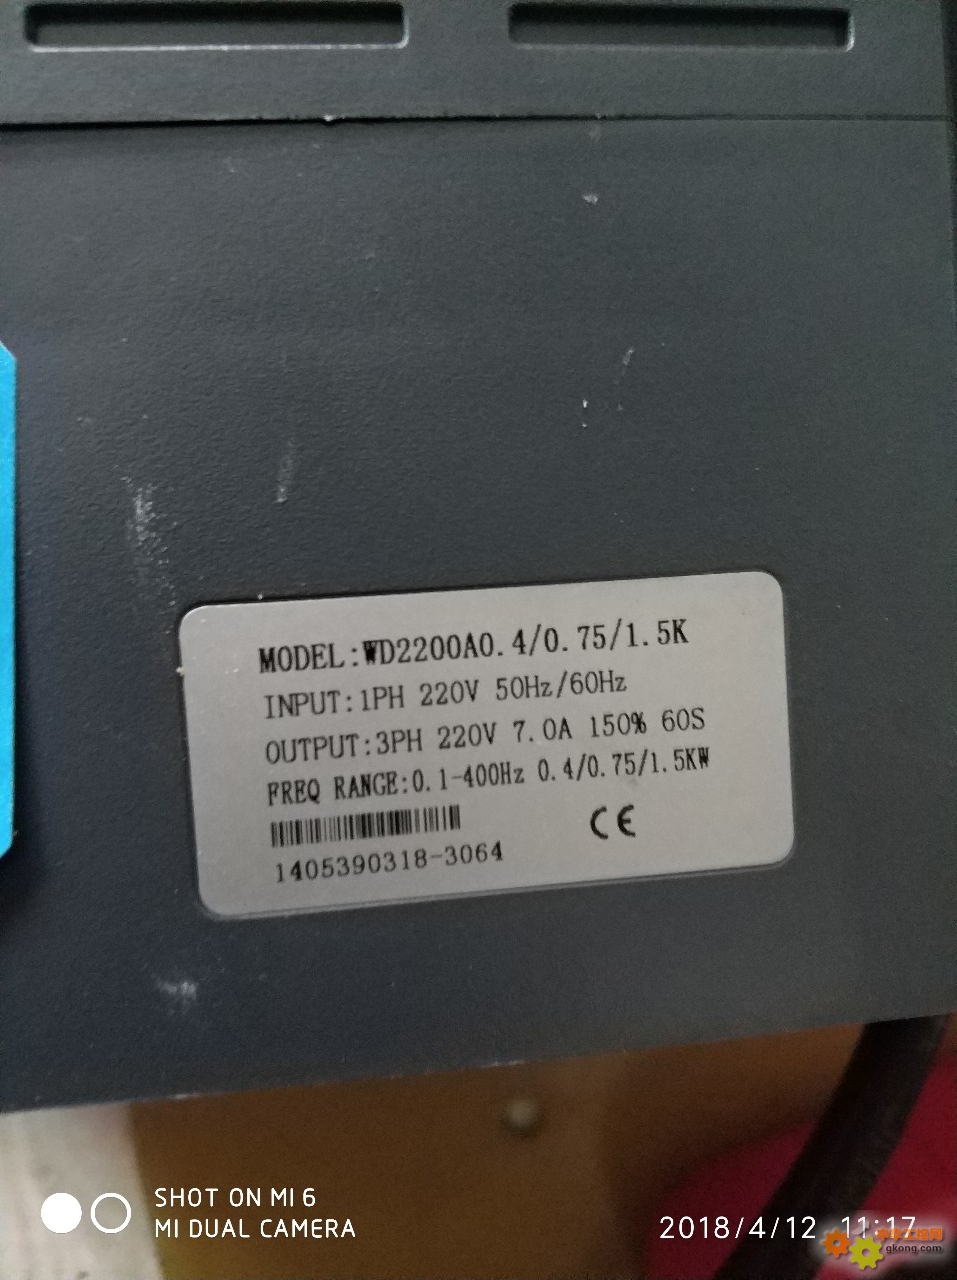 MODEL:WD2200A0.4/0.75/1.5K
INPUT:1PH 220V 50Hz/60Hz
OUTPUT:3PH 220V 7.0A 150% 60S
FREQ RANGE:0.1-400Hz 0.4/0.75/1.5KW
CE
1405390318-3064
SHOT ON MI 6
MI DUAL CAMERA
2018/4/12 11:17
gkong.com